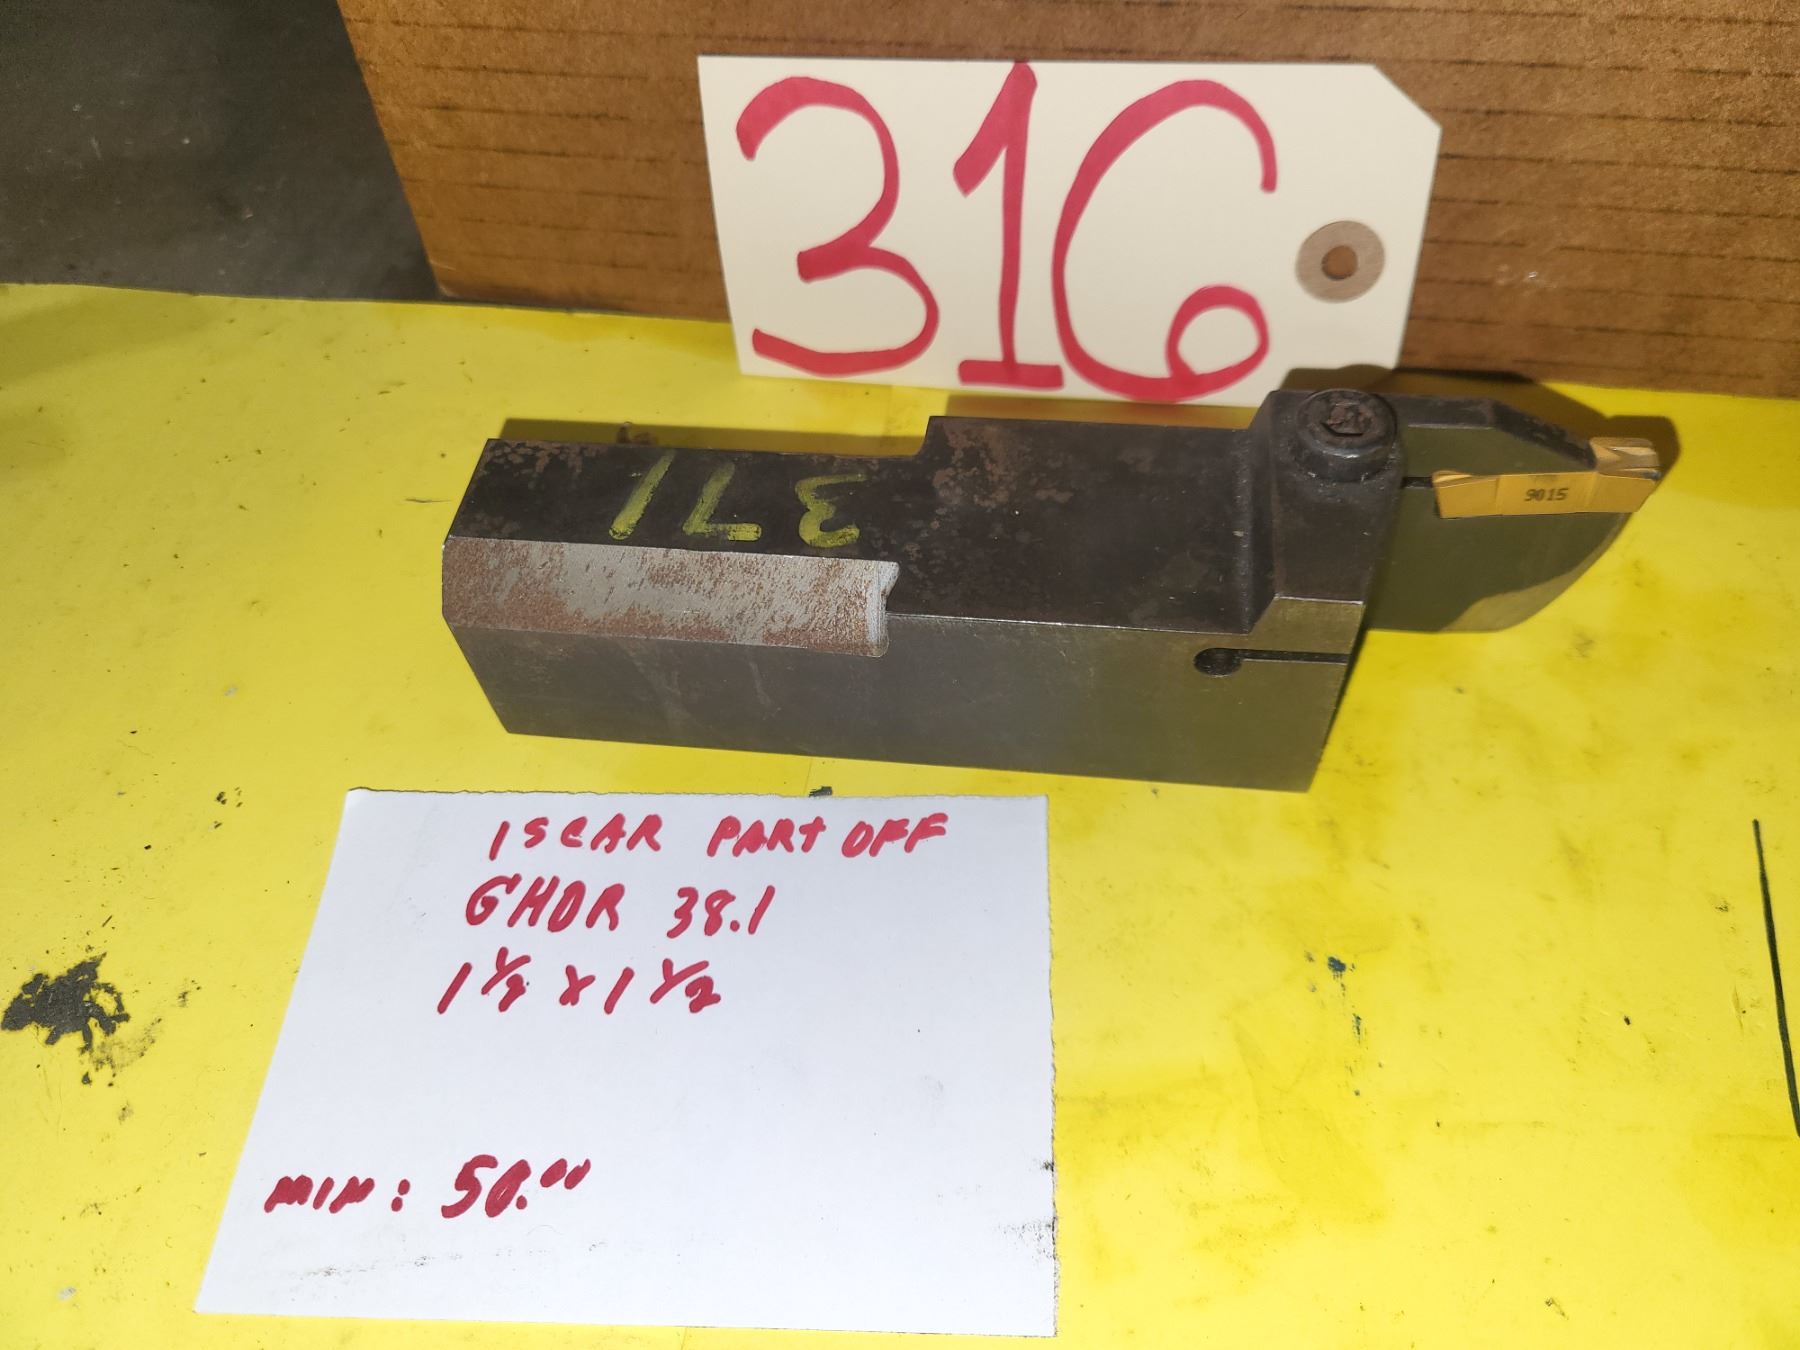 316
371
9015
ISCAR PART OFF
GHDR 38.1
1 1/2 x 1 1/2
MIN: 50.00